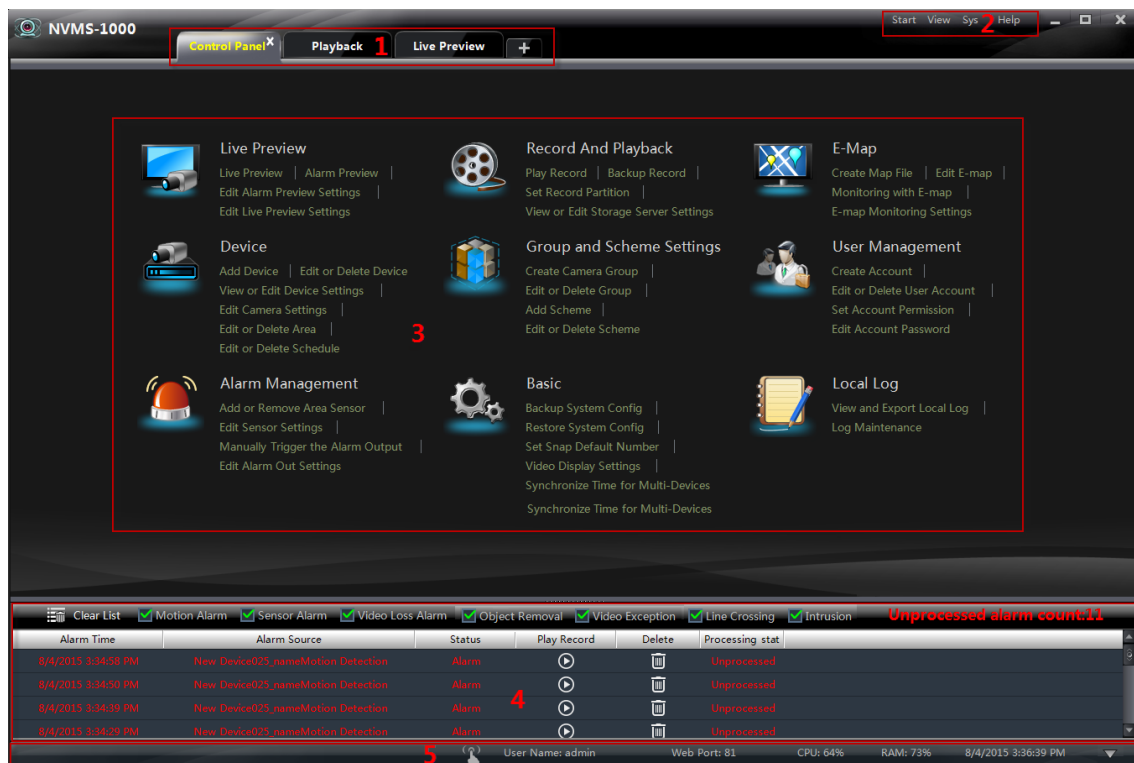 NVMS-1000
Start View Sys 2 Help
Control Panel X Playback 1 Live Preview +
Live Preview
Live Preview | Alarm Preview |
Edit Alarm Preview Settings |
Edit Live Preview Settings
Record And Playback
Play Record | Backup Record |
Set Record Partition |
View or Edit Storage Server Settings
E-Map
Create Map File | Edit E-map |
Monitoring with E-map |
E-map Monitoring Settings
Device
Add Device | Edit or Delete Device
View or Edit Device Settings |
Edit Camera Settings |
Edit or Delete Area |
Edit or Delete Schedule
3
Group and Scheme Settings
Create Camera Group |
Edit or Delete Group |
Add Scheme |
Edit or Delete Scheme
User Management
Create Account |
Edit or Delete User Account |
Set Account Permission |
Edit Account Password
Alarm Management
Add or Remove Area Sensor |
Edit Sensor Settings |
Manually Trigger the Alarm Output |
Edit Alarm Out Settings
Basic
Backup System Config |
Restore System Config |
Set Snap Default Number |
Video Display Settings |
Synchronize Time for Multi-Devices
Synchronize Time for Multi-Devices
Local Log
View and Export Local Log |
Log Maintenance
Clear List Motion Alarm Sensor Alarm Video Loss Alarm Object Removal Video Exception Line Crossing Intrusion Unprocessed alarm count:11
Alarm Time Alarm Source Status Play Record Delete Processing stat
8/4/2015 3:34:58 PM New Device025_nameMotion Detection Alarm Unprocessed
8/4/2015 3:34:50 PM New Device025_nameMotion Detection Alarm Unprocessed
8/4/2015 3:34:39 PM New Device025_nameMotion Detection Alarm Unprocessed
4
8/4/2015 3:34:29 PM New Device025_nameMotion Detection Alarm Unprocessed
5 User Name: admin Web Port: 81 CPU: 64% RAM: 73% 8/4/2015 3:36:39 PM